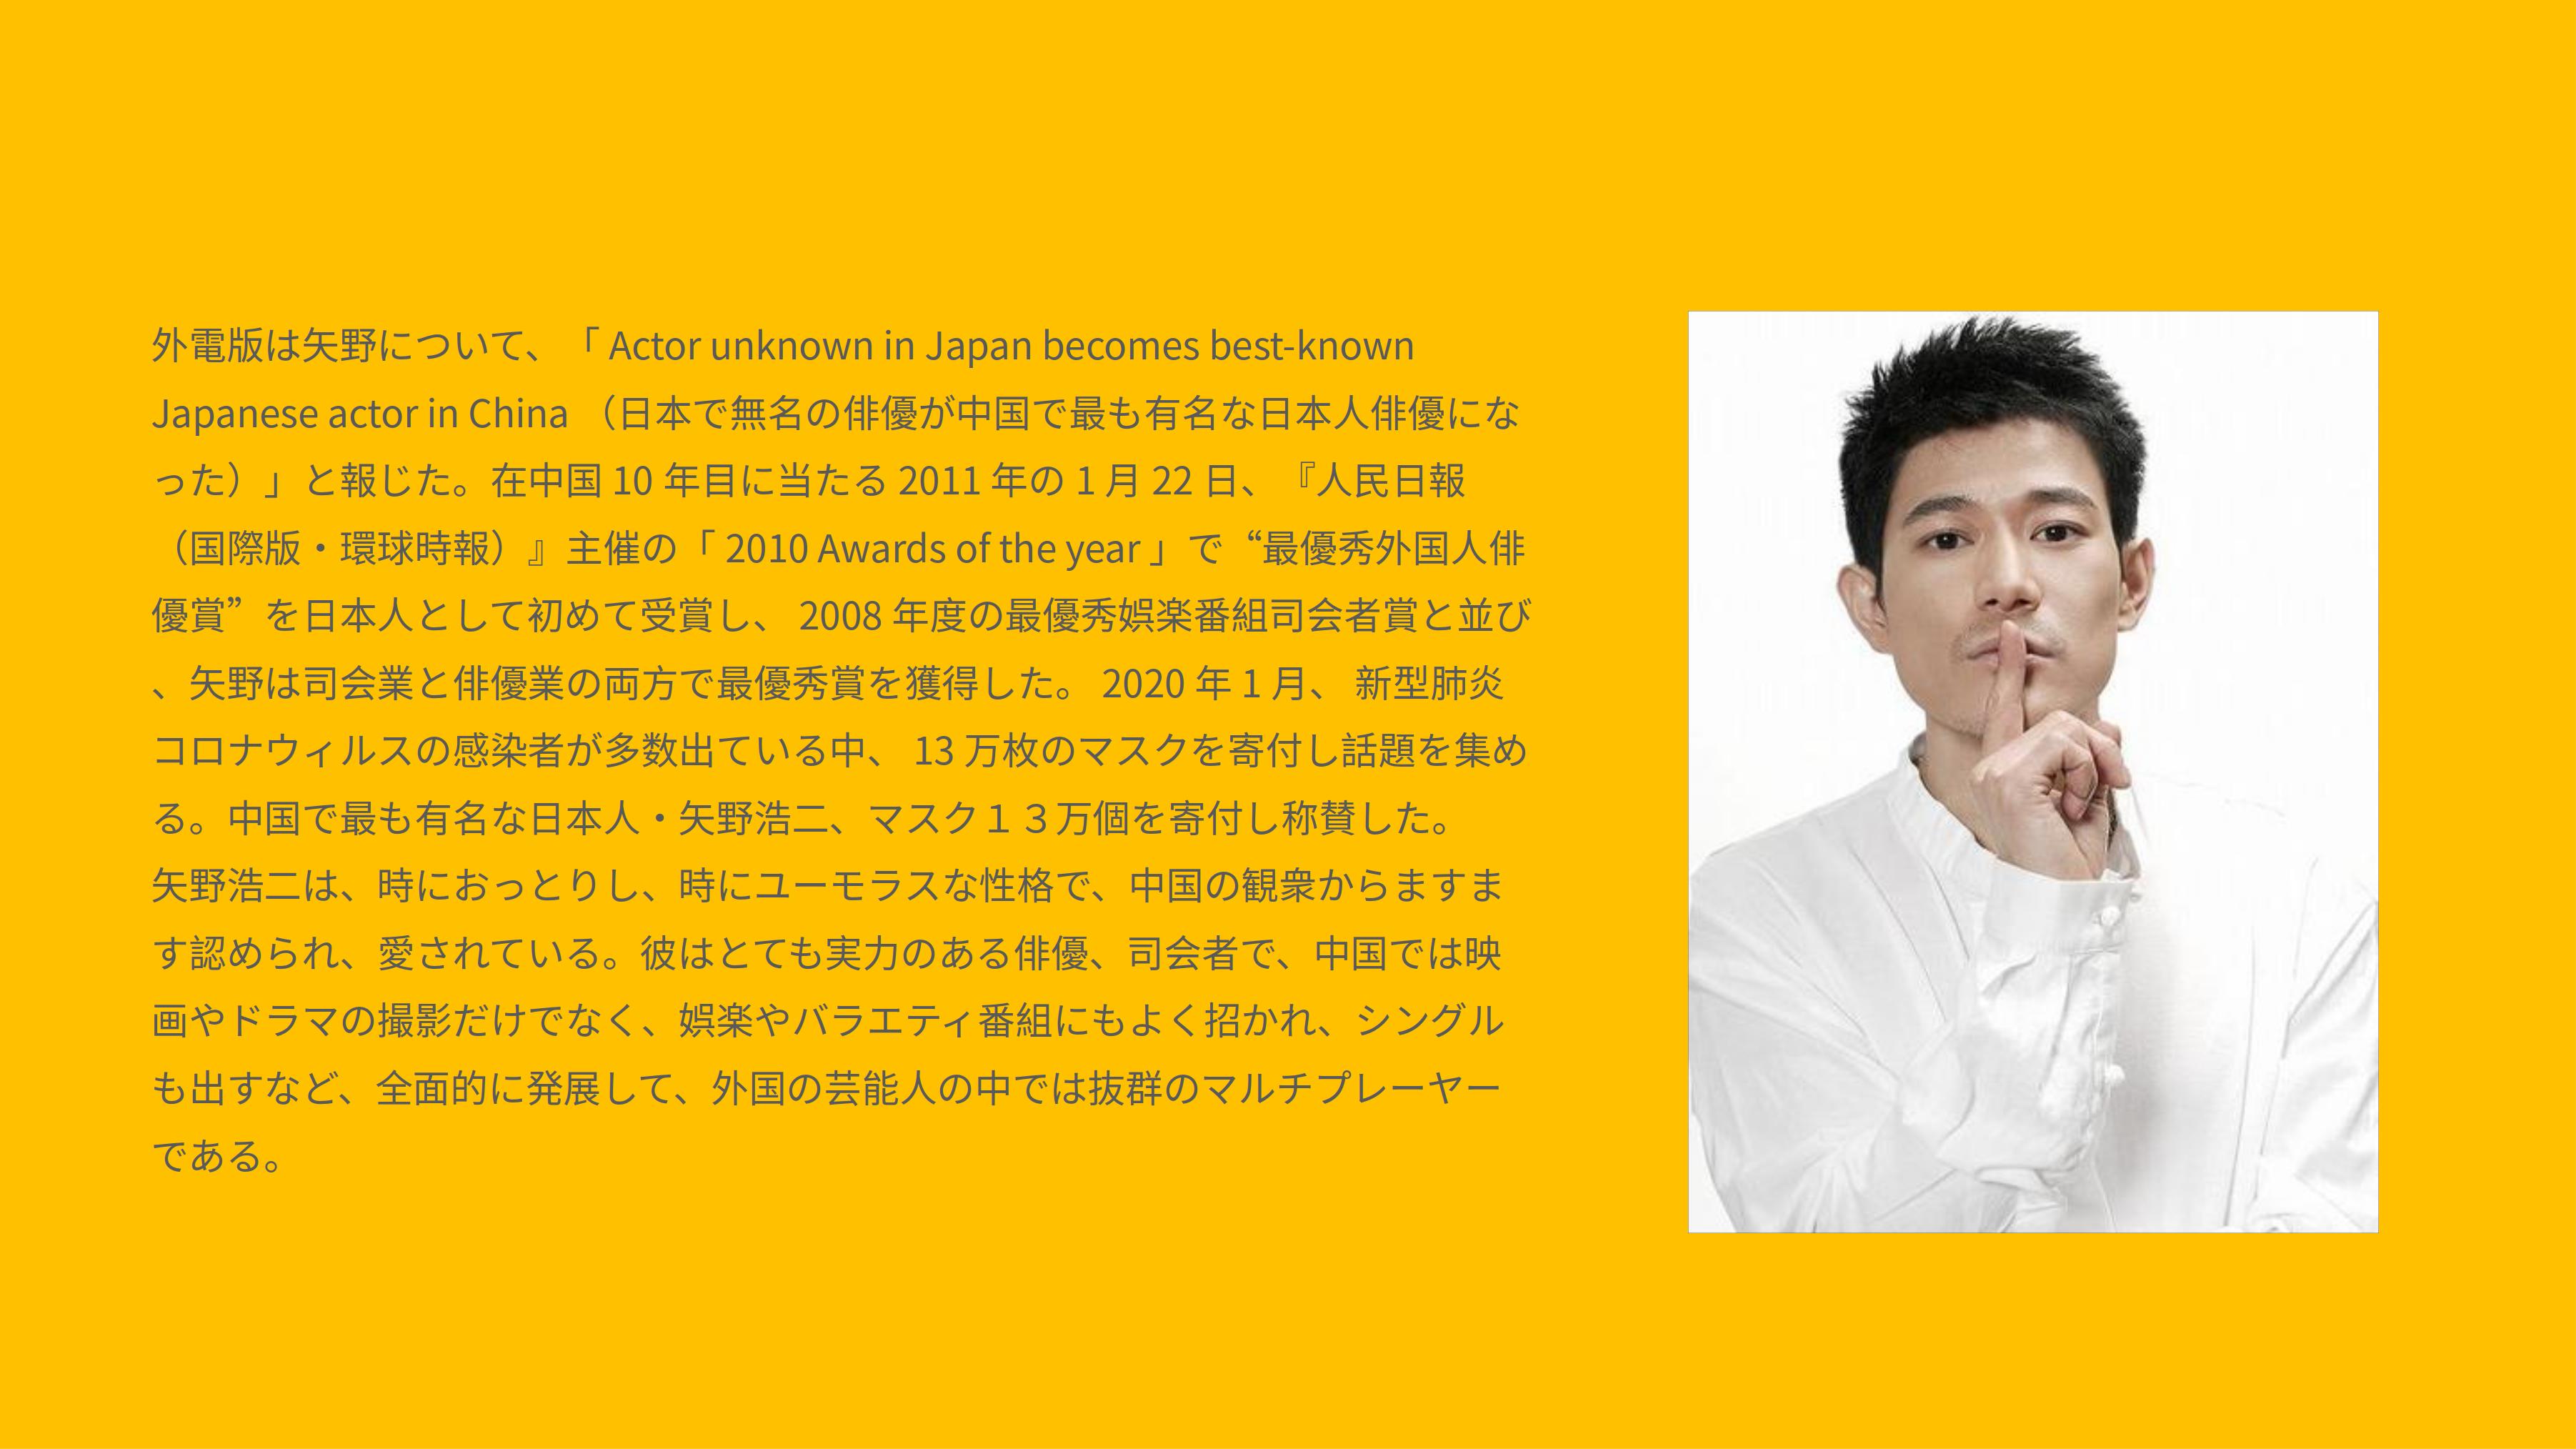 外電版は矢野について、「 Actor unknown in Japan becomes best-known
Japanese actor in China （日本で無名の俳優が中国で最も有名な日本人俳優にな
った）」と報じた。在中国 10 年目に当たる 2011 年の 1 月 22 日、『人民日報
（国際版・環球時報）』主催の「 2010 Awards of the year 」で“最優秀外国人俳
優賞”を日本人として初めて受賞し、 2008 年度の最優秀娯楽番組司会者賞と並び
、矢野は司会業と俳優業の両方で最優秀賞を獲得した。 2020 年 1 月、 新型肺炎
コロナウィルスの感染者が多数出ている中、 13 万枚のマスクを寄付し話題を集め
る。中国で最も有名な日本人・矢野浩二、マスク１３万個を寄付し称賛した。
矢野浩二は、時におっとりし、時にユーモラスな性格で、中国の観衆からますま
す認められ、愛されている。彼はとても実力のある俳優、司会者で、中国では映
画やドラマの撮影だけでなく、娯楽やバラエティ番組にもよく招かれ、シングル
も出すなど、全面的に発展して、外国の芸能人の中では抜群のマルチプレーヤー
である。